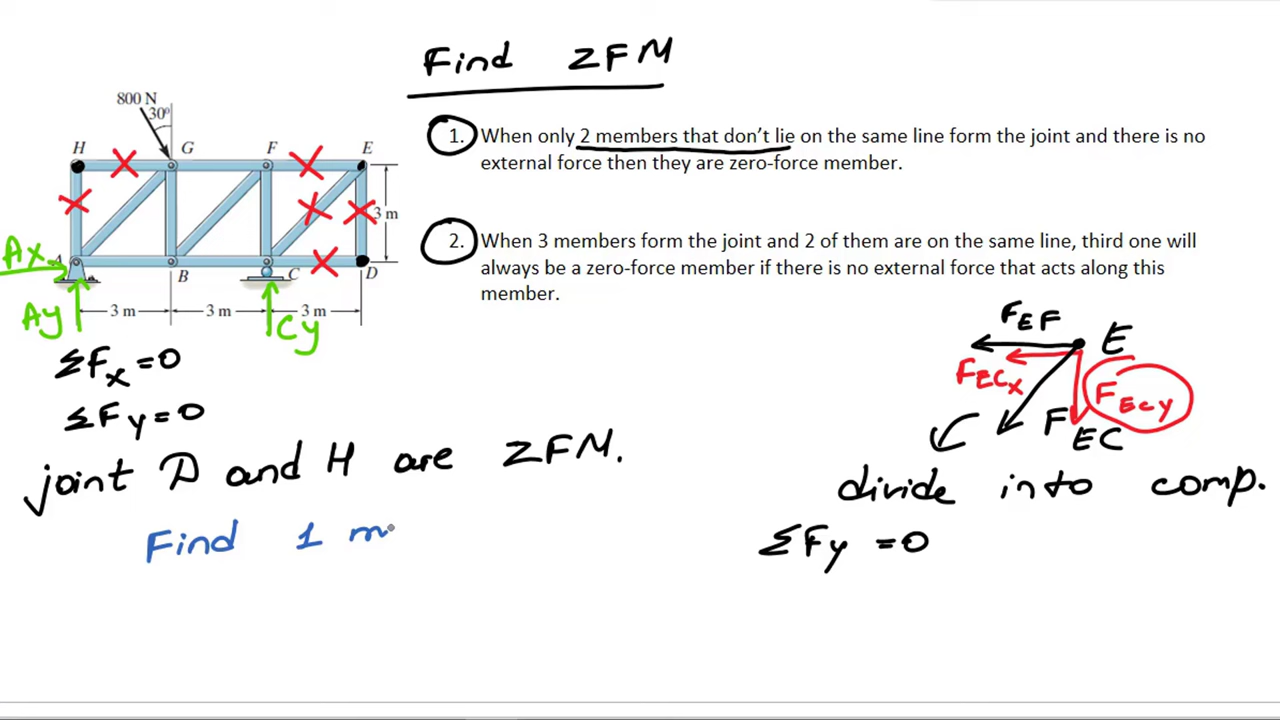 Find ZFM
1. When only 2 members that don't lie on the same line form the joint and there is no
external force then they are zero-force member.
2. When 3 members form the joint and 2 of them are on the same line, third one will
always be a zero-force member if there is no external force that acts along this
member.
800 N
30°
H G F E
3 m
Ax A B C D
3 m 3 m 3 m
Ay Cy
ΣFx=0
ΣFy=0
joint D and H are ZFM.
Find 1 m
FEF E
FECx FECy
FEC
divide into comp.
ΣFy=0